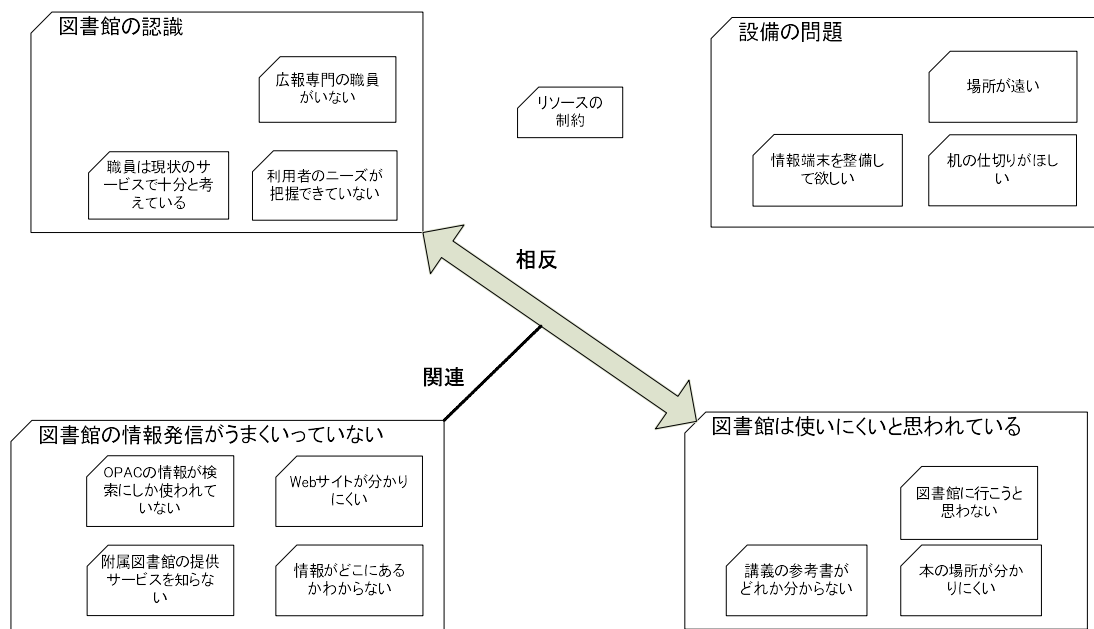 図書館の認識
広報専門の職員
がいない
職員は現状のサ
ービスで十分と考
えている
利用者のニーズが
把握できていない
リソースの
制約
設備の問題
場所が遠い
情報端末を整備し
て欲しい
机の仕切りがほし
い
相反
関連
図書館の情報発信がうまくいっていない
OPACの情報が検
索にしか使われて
いない
Webサイトが分かり
にくい
附属図書館の提供
サービスを知らな
い
情報がどこにある
かわからない
図書館は使いにくいと思われている
図書館に行こうと
思わない
講義の参考書が
どれか分からない
本の場所が分か
りにくい